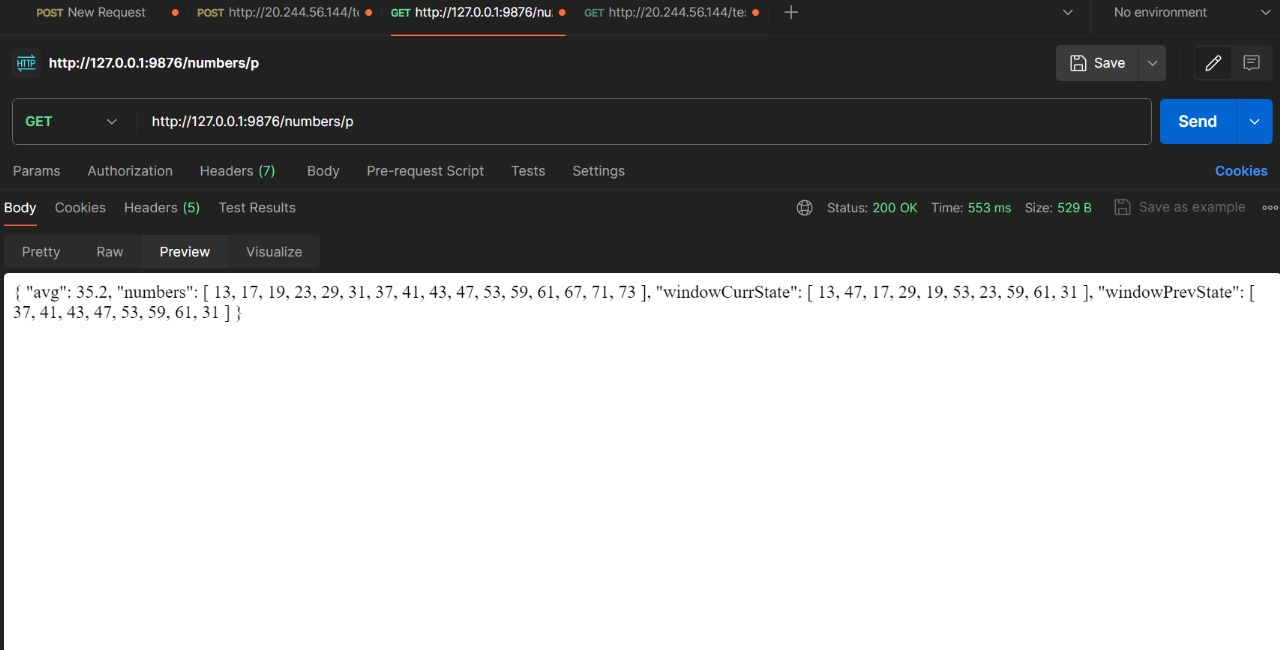 POST New Request POST http://20.244.56.144/te GET http://127.0.0.1:9876/nu GET http://20.244.56.144/te No environment
HTTP http://127.0.0.1:9876/numbers/p Save
GET http://127.0.0.1:9876/numbers/p Send
Params Authorization Headers (7) Body Pre-request Script Tests Settings Cookies
Body Cookies Headers (5) Test Results Status: 200 OK Time: 553 ms Size: 529 B Save as example
Pretty Raw Preview Visualize
{ "avg": 35.2, "numbers": [ 13, 17, 19, 23, 29, 31, 37, 41, 43, 47, 53, 59, 61, 67, 71, 73 ], "windowCurrState": [ 13, 47, 17, 29, 19, 53, 23, 59, 61, 31 ], "windowPrevState": [
37, 41, 43, 47, 53, 59, 61, 31 ] }